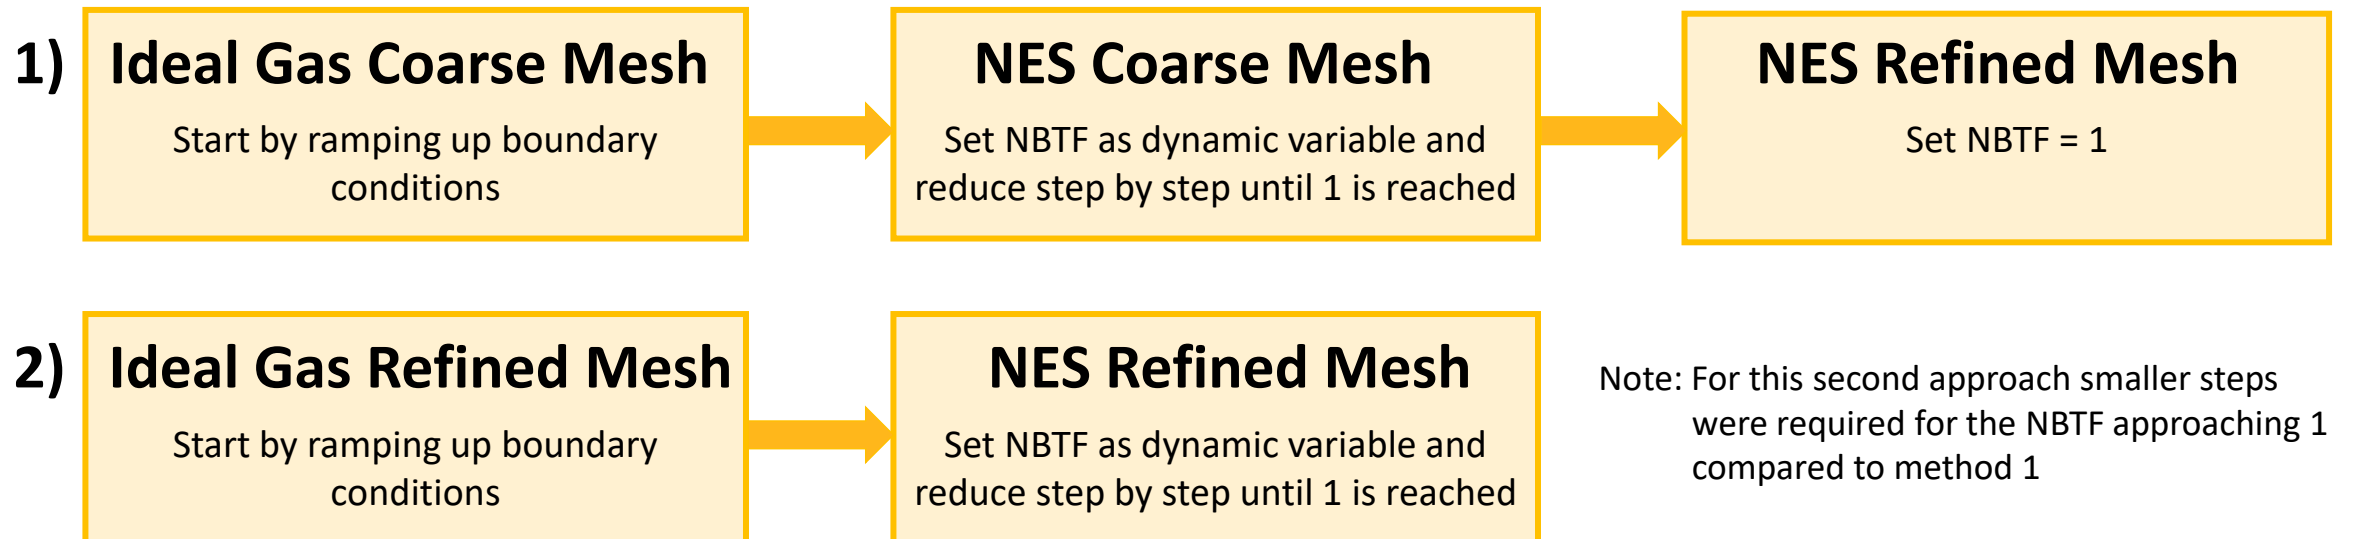 1) Ideal Gas Coarse Mesh
Start by ramping up boundary
conditions
NES Coarse Mesh
Set NBTF as dynamic variable and
reduce step by step until 1 is reached
NES Refined Mesh
Set NBTF = 1
2) Ideal Gas Refined Mesh
Start by ramping up boundary
conditions
NES Refined Mesh
Set NBTF as dynamic variable and
reduce step by step until 1 is reached
Note: For this second approach smaller steps
were required for the NBTF approaching 1
compared to method 1